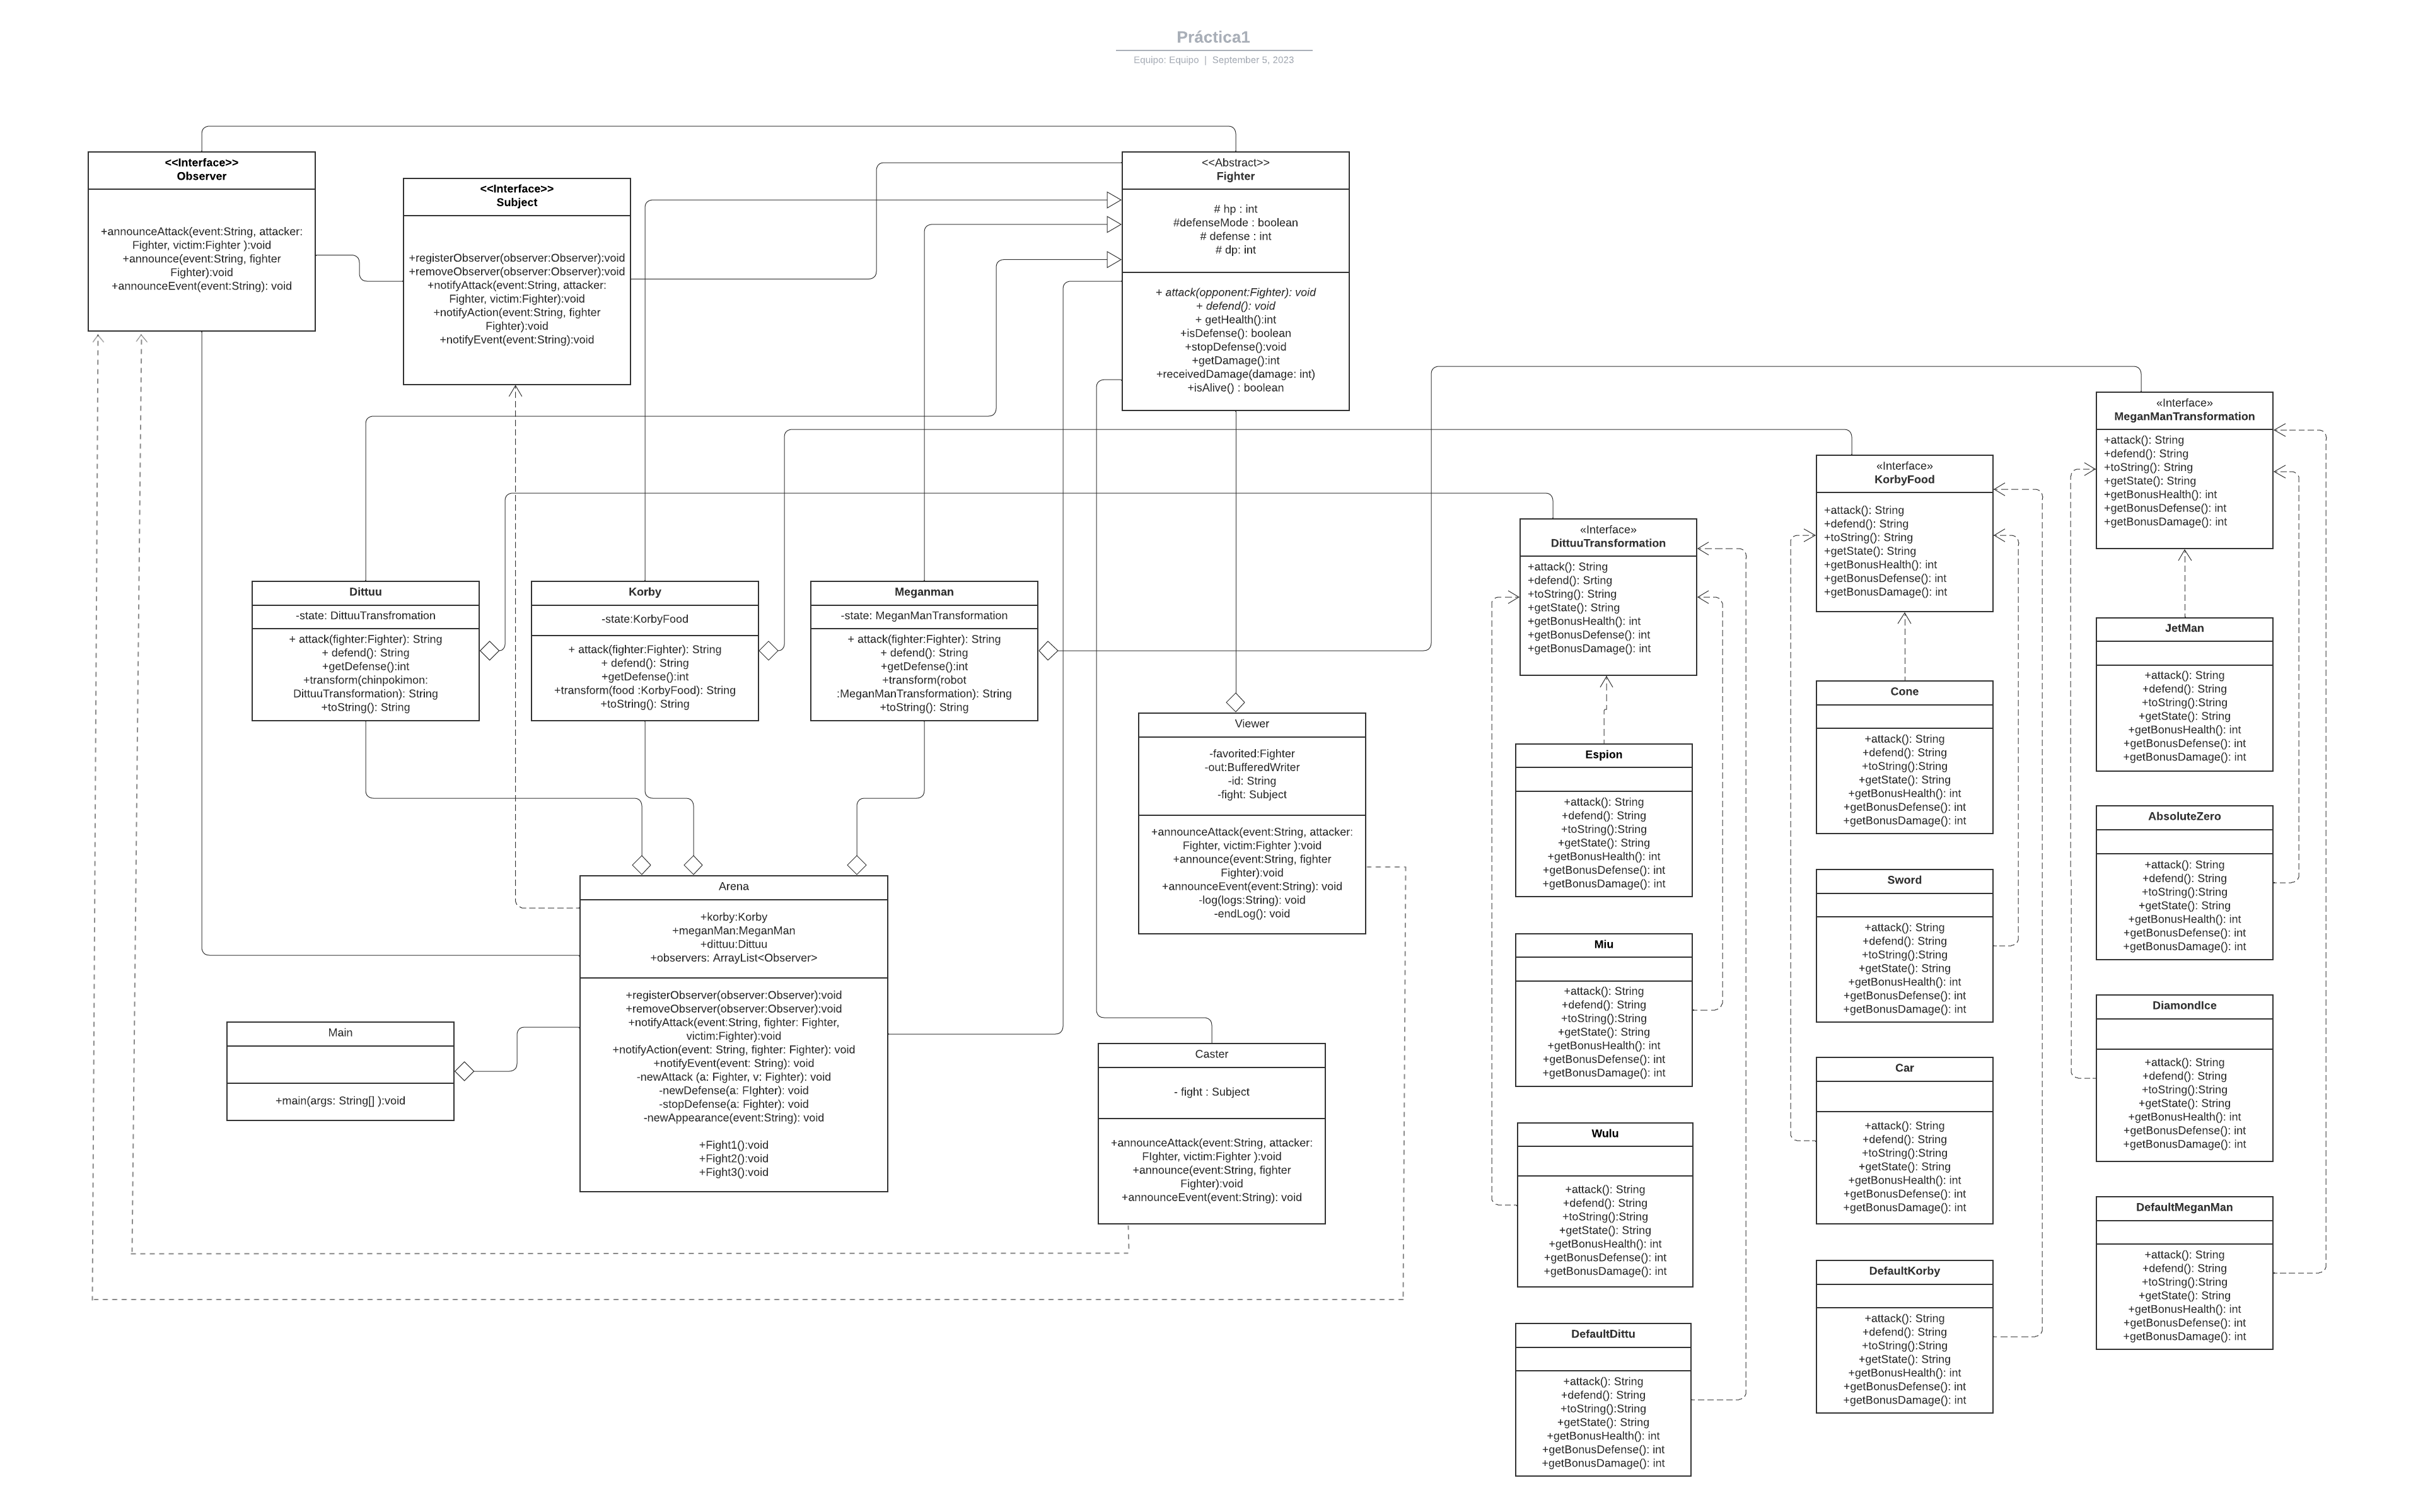 Práctica1
Equipo: Equipo | September 5, 2023
<<Interface>>
Observer
+announceAttack(event:String, attacker:
Fighter, victim:Fighter ):void
+announce(event:String, fighter
Fighter):void
+announceEvent(event:String): void
<<Interface>>
Subject
+registerObserver(observer:Observer):void
+removeObserver(observer:Observer):void
+notifyAttack(event:String, attacker:
Fighter, victim:Fighter):void
+notifyAction(event:String, fighter
Fighter):void
+notifyEvent(event:String):void
<<Abstract>>
Fighter
# hp : int
#defenseMode : boolean
# defense : int
# dp: int
+ attack(opponent:Fighter): void
+ defend(): void
+ getHealth():int
+isDefense(): boolean
+stopDefense():void
+getDamage():int
+receivedDamage(damage: int)
+isAlive() : boolean
«Interface»
MeganManTransformation
+attack(): String
+defend(): String
+toString(): String
+getState(): String
+getBonusHealth(): int
+getBonusDefense(): int
+getBonusDamage(): int
«Interface»
KorbyFood
+attack(): String
+defend(): String
+toString(): String
+getState(): String
+getBonusHealth(): int
+getBonusDefense(): int
+getBonusDamage(): int
«Interface»
DittuuTransformation
+attack(): String
+defend(): Srting
+toString(): String
+getState(): String
+getBonusHealth(): int
+getBonusDefense(): int
+getBonusDamage(): int
Dittuu
-state: DittuuTransfromation
+ attack(fighter:Fighter): String
+ defend(): String
+getDefense():int
+transform(chinpokimon:
DittuuTransformation): String
+toString(): String
Korby
-state:KorbyFood
+ attack(fighter:Fighter): String
+ defend(): String
+getDefense():int
+transform(food :KorbyFood): String
+toString(): String
Meganman
-state: MeganManTransformation
+ attack(fighter:Fighter): String
+ defend(): String
+getDefense():int
+transform(robot
:MeganManTransformation): String
+toString(): String
Viewer
-favorited:Fighter
-out:BufferedWriter
-id: String
-fight: Subject
+announceAttack(event:String, attacker:
Fighter, victim:Fighter ):void
+announce(event:String, fighter
Fighter):void
+announceEvent(event:String): void
-log(logs:String): void
-endLog(): void
Arena
+korby:Korby
+meganMan:MeganMan
+dittuu:Dittuu
+observers: ArrayList<Observer>
+registerObserver(observer:Observer):void
+removeObserver(observer:Observer):void
+notifyAttack(event:String, fighter: Fighter,
victim:Fighter):void
+notifyAction(event: String, fighter: Fighter): void
+notifyEvent(event: String): void
-newAttack (a: Fighter, v: Fighter): void
-newDefense(a: FIghter): void
-stopDefense(a: Fighter): void
-newAppearance(event:String): void
+Fight1():void
+Fight2():void
+Fight3():void
Main
+main(args: String[] ):void
Caster
- fight : Subject
+announceAttack(event:String, attacker:
FIghter, victim:Fighter ):void
+announce(event:String, fighter
Fighter):void
+announceEvent(event:String): void
Espion
+attack(): String
+defend(): String
+toString():String
+getState(): String
+getBonusHealth(): int
+getBonusDefense(): int
+getBonusDamage(): int
Miu
+attack(): String
+defend(): String
+toString():String
+getState(): String
+getBonusHealth(): int
+getBonusDefense(): int
+getBonusDamage(): int
Wulu
+attack(): String
+defend(): String
+toString():String
+getState(): String
+getBonusHealth(): int
+getBonusDefense(): int
+getBonusDamage(): int
DefaultDittu
+attack(): String
+defend(): String
+toString():String
+getState(): String
+getBonusHealth(): int
+getBonusDefense(): int
+getBonusDamage(): int
Cone
+attack(): String
+defend(): String
+toString():String
+getState(): String
+getBonusHealth(): int
+getBonusDefense(): int
+getBonusDamage(): int
Sword
+attack(): String
+defend(): String
+toString():String
+getState(): String
+getBonusHealth(): int
+getBonusDefense(): int
+getBonusDamage(): int
Car
+attack(): String
+defend(): String
+toString():String
+getState(): String
+getBonusHealth(): int
+getBonusDefense(): int
+getBonusDamage(): int
DefaultKorby
+attack(): String
+defend(): String
+toString():String
+getState(): String
+getBonusHealth(): int
+getBonusDefense(): int
+getBonusDamage(): int
JetMan
+attack(): String
+defend(): String
+toString():String
+getState(): String
+getBonusHealth(): int
+getBonusDefense(): int
+getBonusDamage(): int
AbsoluteZero
+attack(): String
+defend(): String
+toString():String
+getState(): String
+getBonusHealth(): int
+getBonusDefense(): int
+getBonusDamage(): int
DiamondIce
+attack(): String
+defend(): String
+toString():String
+getState(): String
+getBonusHealth(): int
+getBonusDefense(): int
+getBonusDamage(): int
DefaultMeganMan
+attack(): String
+defend(): String
+toString():String
+getState(): String
+getBonusHealth(): int
+getBonusDefense(): int
+getBonusDamage(): int